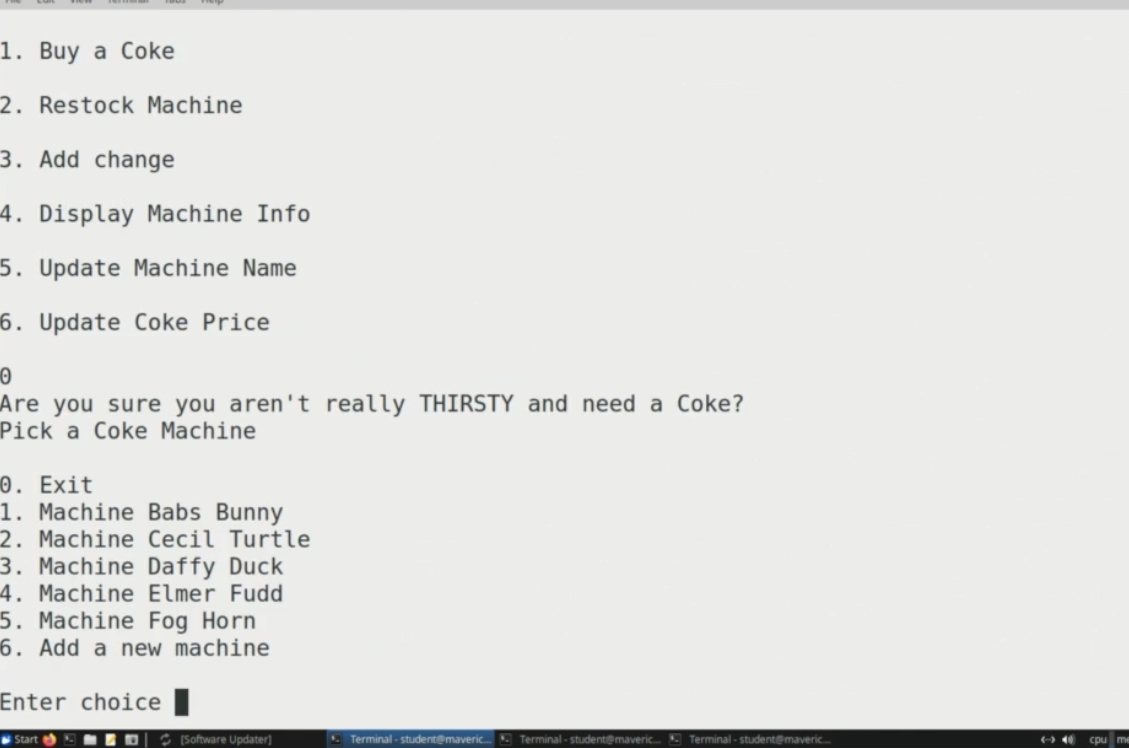 File Edit View Terminal Tabs Help
1. Buy a Coke
2. Restock Machine
3. Add change
4. Display Machine Info
5. Update Machine Name
6. Update Coke Price
0
Are you sure you aren't really THIRSTY and need a Coke?
Pick a Coke Machine
0. Exit
1. Machine Babs Bunny
2. Machine Cecil Turtle
3. Machine Daffy Duck
4. Machine Elmer Fudd
5. Machine Fog Horn
6. Add a new machine
Enter choice
Start [Software Updater] Terminal - student@maveric... Terminal - student@maveric... Terminal - student@maveric... cpu